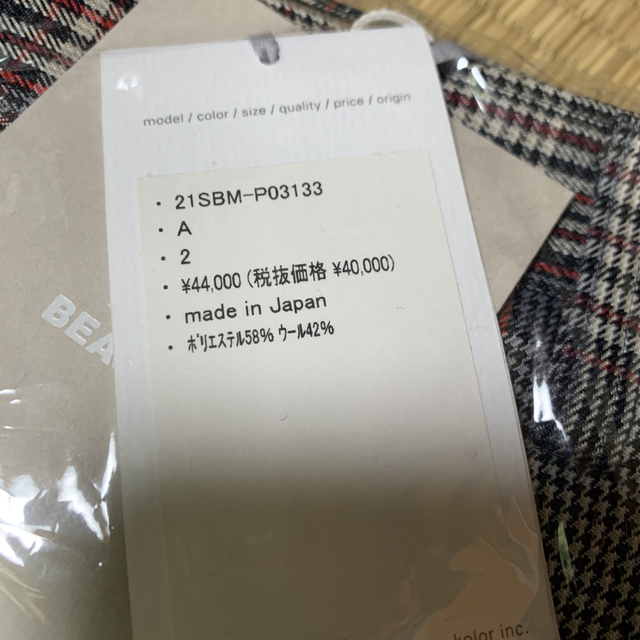 model / color / size / quality / price / origin
・ 21SBM-P03133
・ A
・ 2
・ ¥44,000 (税抜価格 ¥40,000)
・ made in Japan
・ ﾎﾟﾘｴｽﾃﾙ58% ｳｰﾙ42%
BEA
kolor inc.